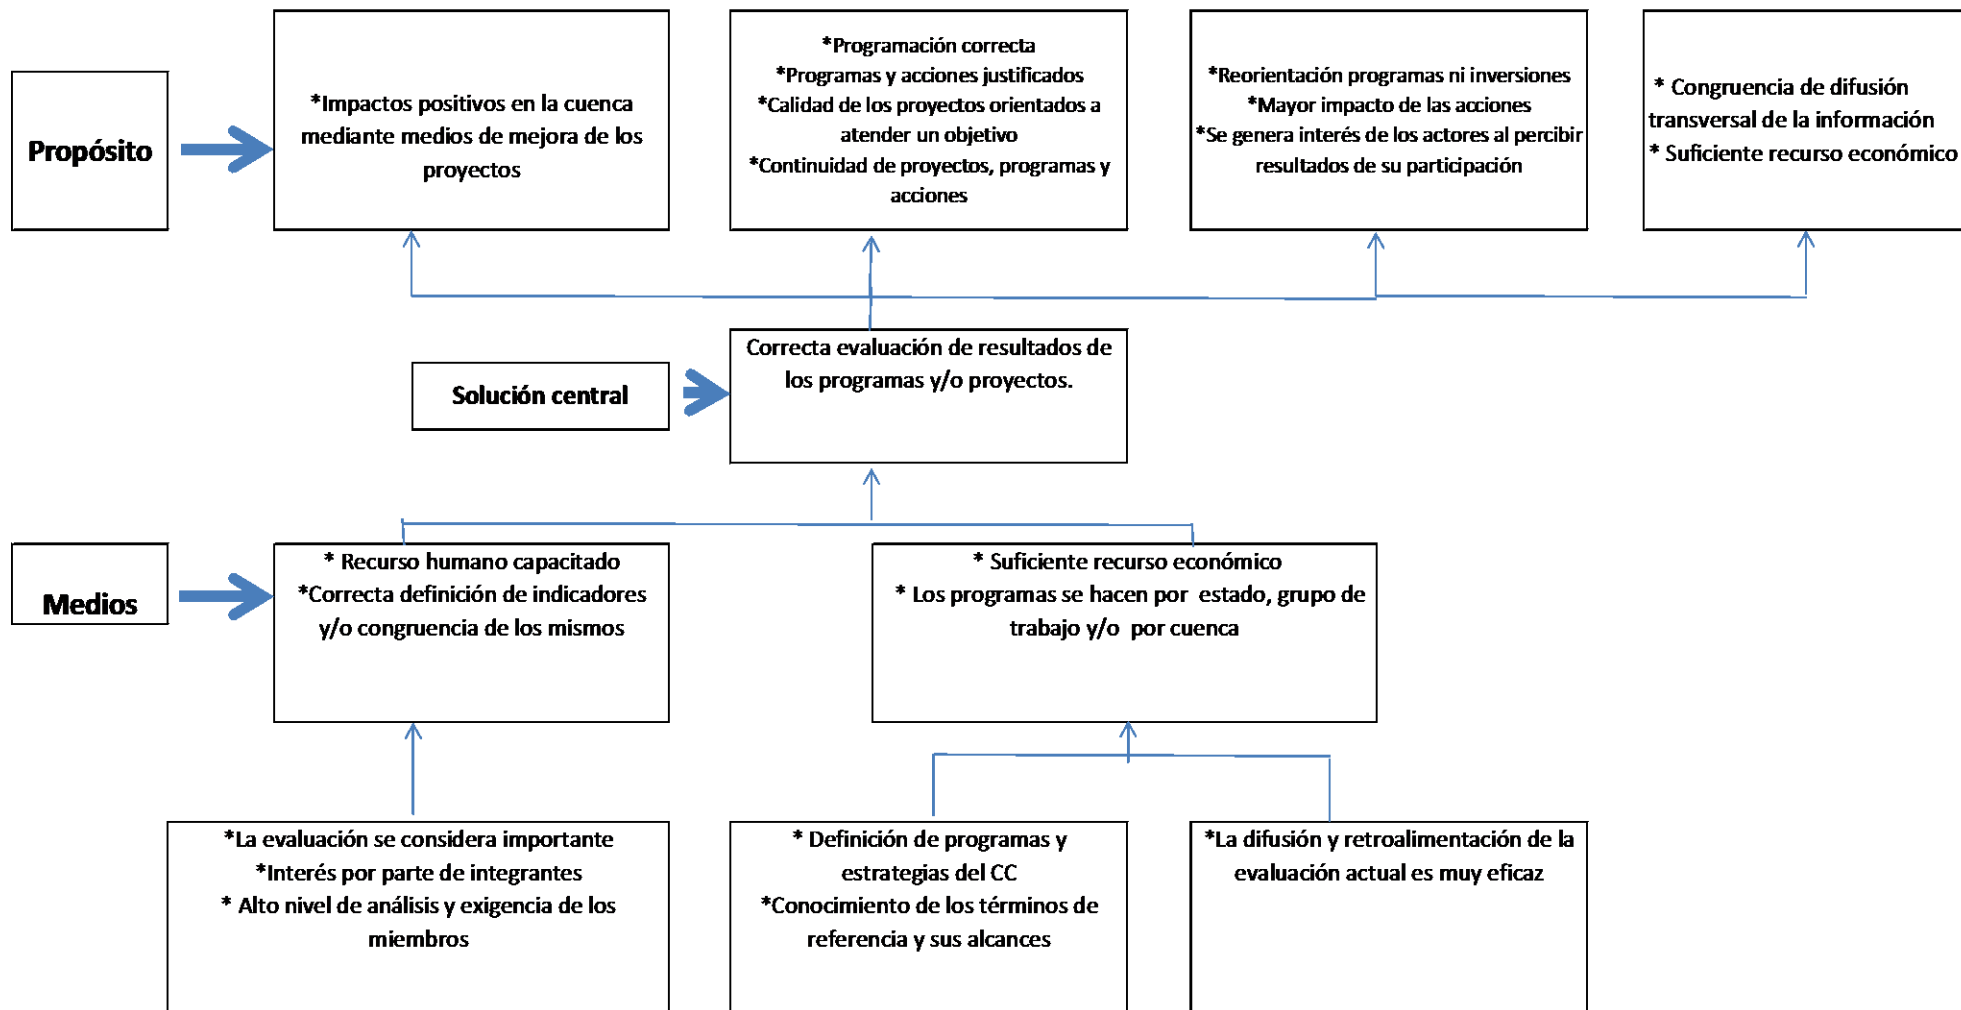 Propósito
*Impactos positivos en la cuenca
mediante medios de mejora de los
proyectos
*Programación correcta
*Programas y acciones justificados
*Calidad de los proyectos orientados a
atender un objetivo
*Continuidad de proyectos, programas y
acciones
*Reorientación programas ni inversiones
*Mayor impacto de las acciones
*Se genera interés de los actores al percibir
resultados de su participación
* Congruencia de difusión
transversal de la información
* Suficiente recurso económico
Solución central
Correcta evaluación de resultados de
los programas y/o proyectos.
Medios
* Recurso humano capacitado
*Correcta definición de indicadores
y/o congruencia de los mismos
* Suficiente recurso económico
* Los programas se hacen por estado, grupo de
trabajo y/o por cuenca
*La evaluación se considera importante
*Interés por parte de integrantes
* Alto nivel de análisis y exigencia de los
miembros
* Definición de programas y
estrategias del CC
*Conocimiento de los términos de
referencia y sus alcances
*La difusión y retroalimentación de la
evaluación actual es muy eficaz